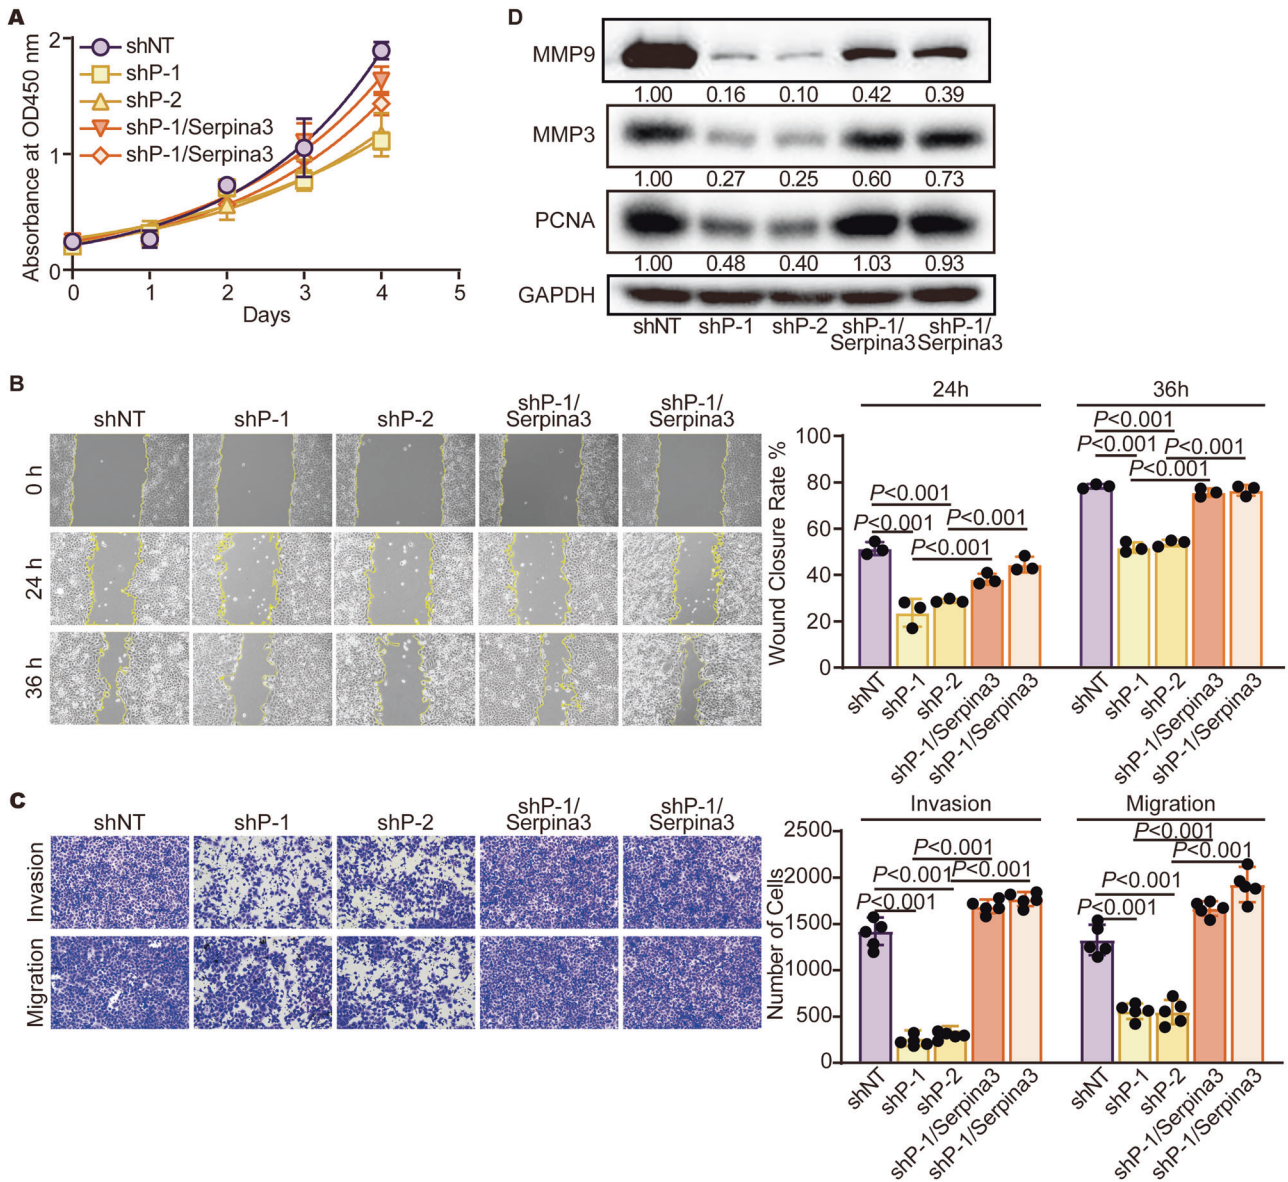 A
2
1
0
Absorbance at OD450 nm
shNT
shP-1
shP-2
shP-1/Serpina3
shP-1/Serpina3
0 1 2 3 4 5
Days
D
MMP9
1.00 0.16 0.10 0.42 0.39
MMP3
1.00 0.27 0.25 0.60 0.73
PCNA
1.00 0.48 0.40 1.03 0.93
GAPDH
shNT shP-1 shP-2 shP-1/ shP-1/
Serpina3 Serpina3
B
shNT shP-1 shP-2 shP-1/ shP-1/
Serpina3 Serpina3
0 h
24 h
36 h
24h 36h
Wound Closure Rate %
100
80
60
40
20
0
P<0.001
P<0.001
P<0.001
P<0.001
P<0.001
P<0.001
P<0.001
P<0.001
shNT shP-1 shP-2 shP-1/Serpina3 shP-1/Serpina3
shNT shP-1 shP-2 shP-1/Serpina3 shP-1/Serpina3
C
shNT shP-1 shP-2 shP-1/ shP-1/
Serpina3 Serpina3
Invasion
Migration
Invasion Migration
Number of Cells
2500
2000
1500
1000
500
0
P<0.001
P<0.001
P<0.001
P<0.001
P<0.001
P<0.001
P<0.001
P<0.001
shNT shP-1 shP-2 shP-1/Serpina3 shP-1/Serpina3
shNT shP-1 shP-2 shP-1/Serpina3 shP-1/Serpina3